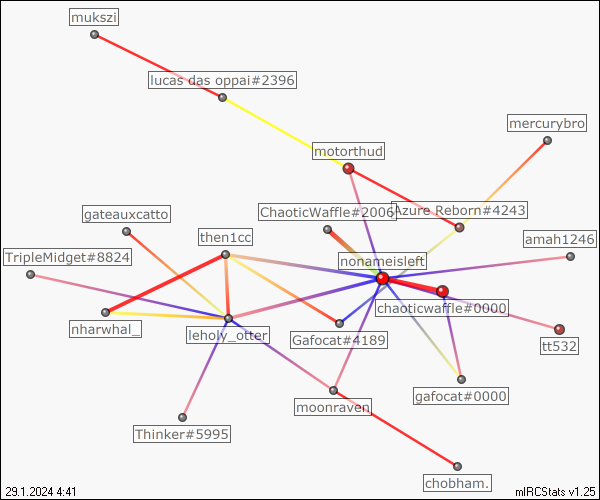 mukszi
lucas das oppai#2396
mercurybro
motorthud
gateauxcatto
ChaoticWaffle#2006
Azure Reborn#4243
then1cc
amah1246
TripleMidget#8824
nonameisleft
chaoticwaffle#0000
nharwhal_
leholy_otter
Gafocat#4189
tt532
gafocat#0000
moonraven
Thinker#5995
chobham.
29.1.2024 4:41
mIRCStats v1.25